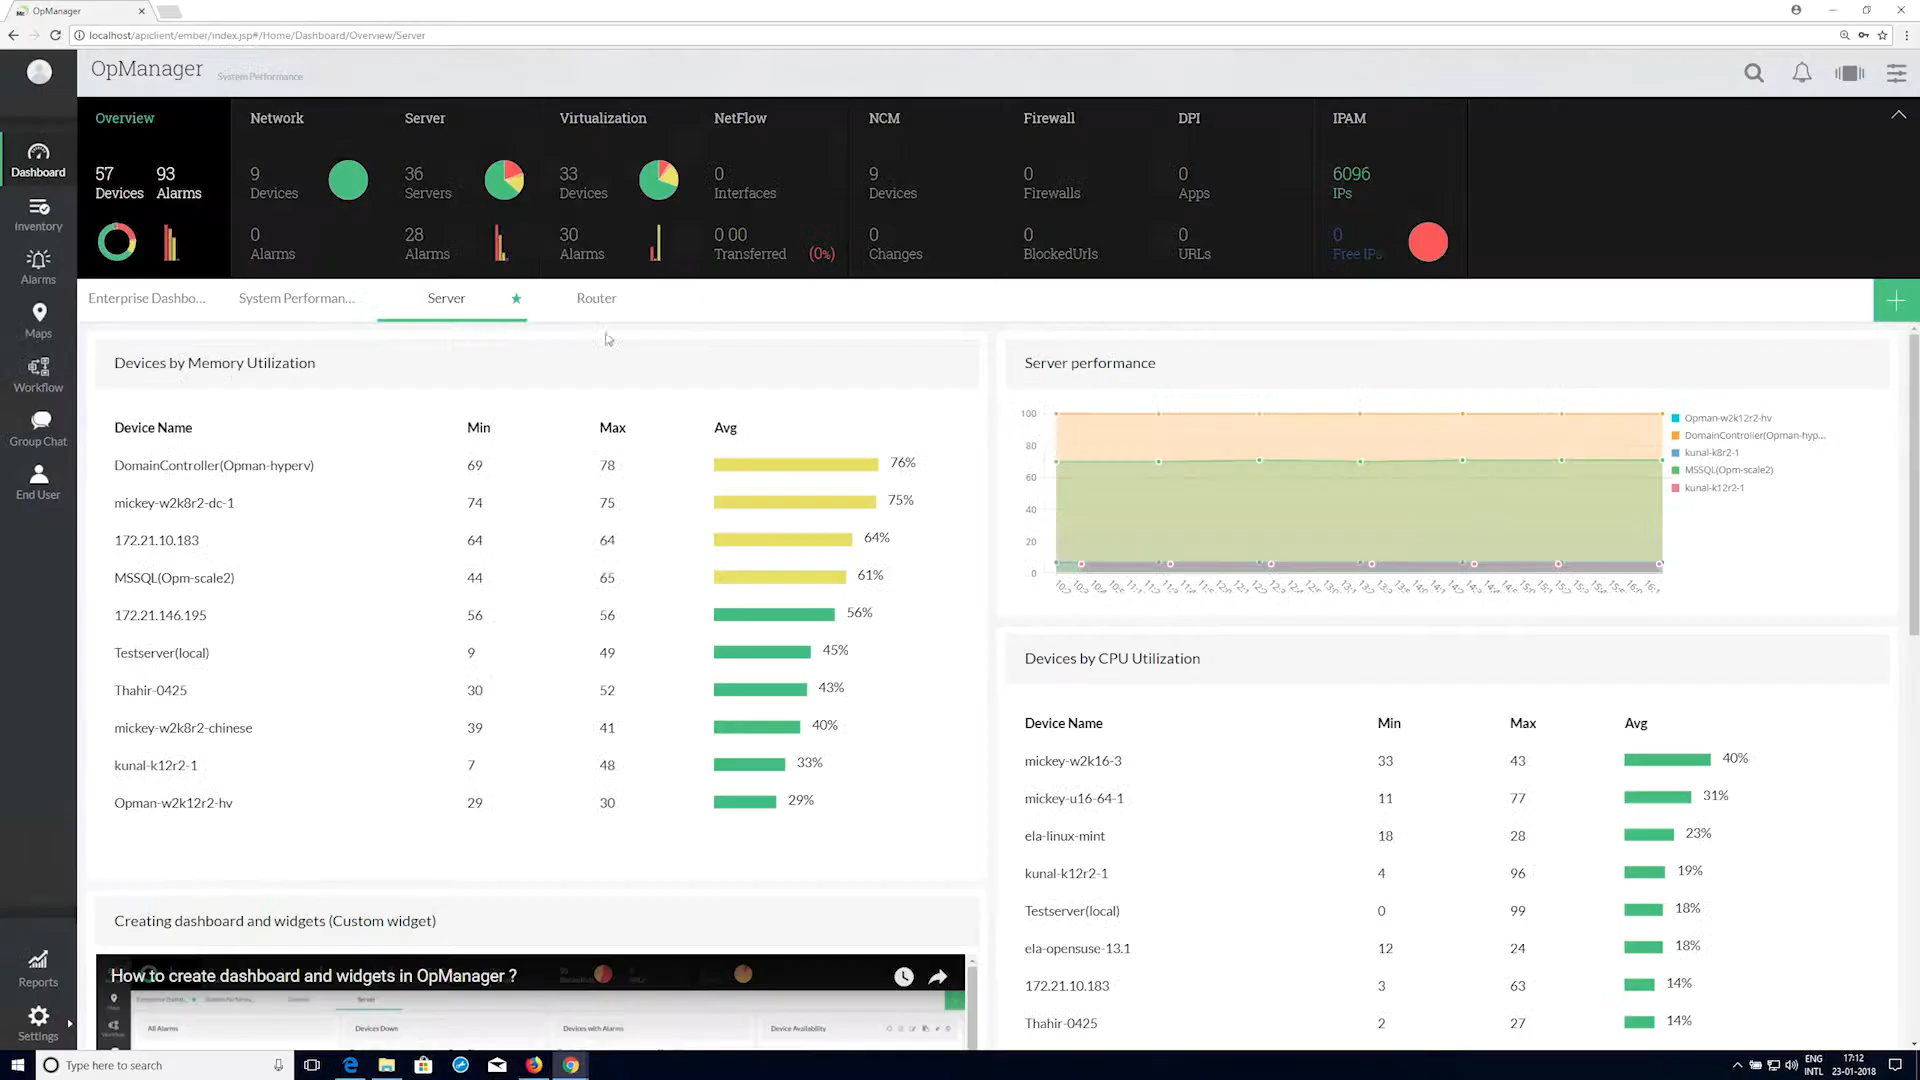 OpManager
localhost/apiclient/ember/index.jsp#/Home/Dashboard/Overview/Server
OpManager System Performance
Overview Network Server Virtualization NetFlow NCM Firewall DPI IPAM
57 93 9 36 33 0 9 0 0 6096
Devices Alarms Devices Servers Devices Interfaces Devices Firewalls Apps IPs
0 28 30 0.00 0 0 0 0
Alarms Alarms Alarms Transferred (0%) Changes BlockedUrls URLs Free IPs
Dashboard
Inventory
Alarms
Maps
Workflow
Group Chat
End User
Reports
Settings
Enterprise Dashbo... System Performan... Server Router
Devices by Memory Utilization
Device Name Min Max Avg
DomainController(Opman-hyperv) 69 78 76%
mickey-w2k8r2-dc-1 74 75 75%
172.21.10.183 64 64 64%
MSSQL(Opm-scale2) 44 65 61%
172.21.146.195 56 56 56%
Testserver(local) 9 49 45%
Thahir-0425 30 52 43%
mickey-w2k8r2-chinese 39 41 40%
kunal-k12r2-1 7 48 33%
Opman-w2k12r2-hv 29 30 29%
Creating dashboard and widgets (Custom widget)
How to create dashboard and widgets in OpManager ?
Server
All Alarms Devices Down Devices with Alarms Device Availability
Server performance
100
80
60
40
20
0
Opman-w2k12r2-hv
DomainController(Opman-hyp...
kunal-k8r2-1
MSSQL(Opm-scale2)
kunal-k12r2-1
Devices by CPU Utilization
Device Name Min Max Avg
mickey-w2k16-3 33 43 40%
mickey-u16-64-1 11 77 31%
ela-linux-mint 18 28 23%
kunal-k12r2-1 4 96 19%
Testserver(local) 0 99 18%
ela-opensuse-13.1 12 24 18%
172.21.10.183 3 63 14%
Thahir-0425 2 27 14%
Type here to search
ENG
INTL
17:12
23-01-2018